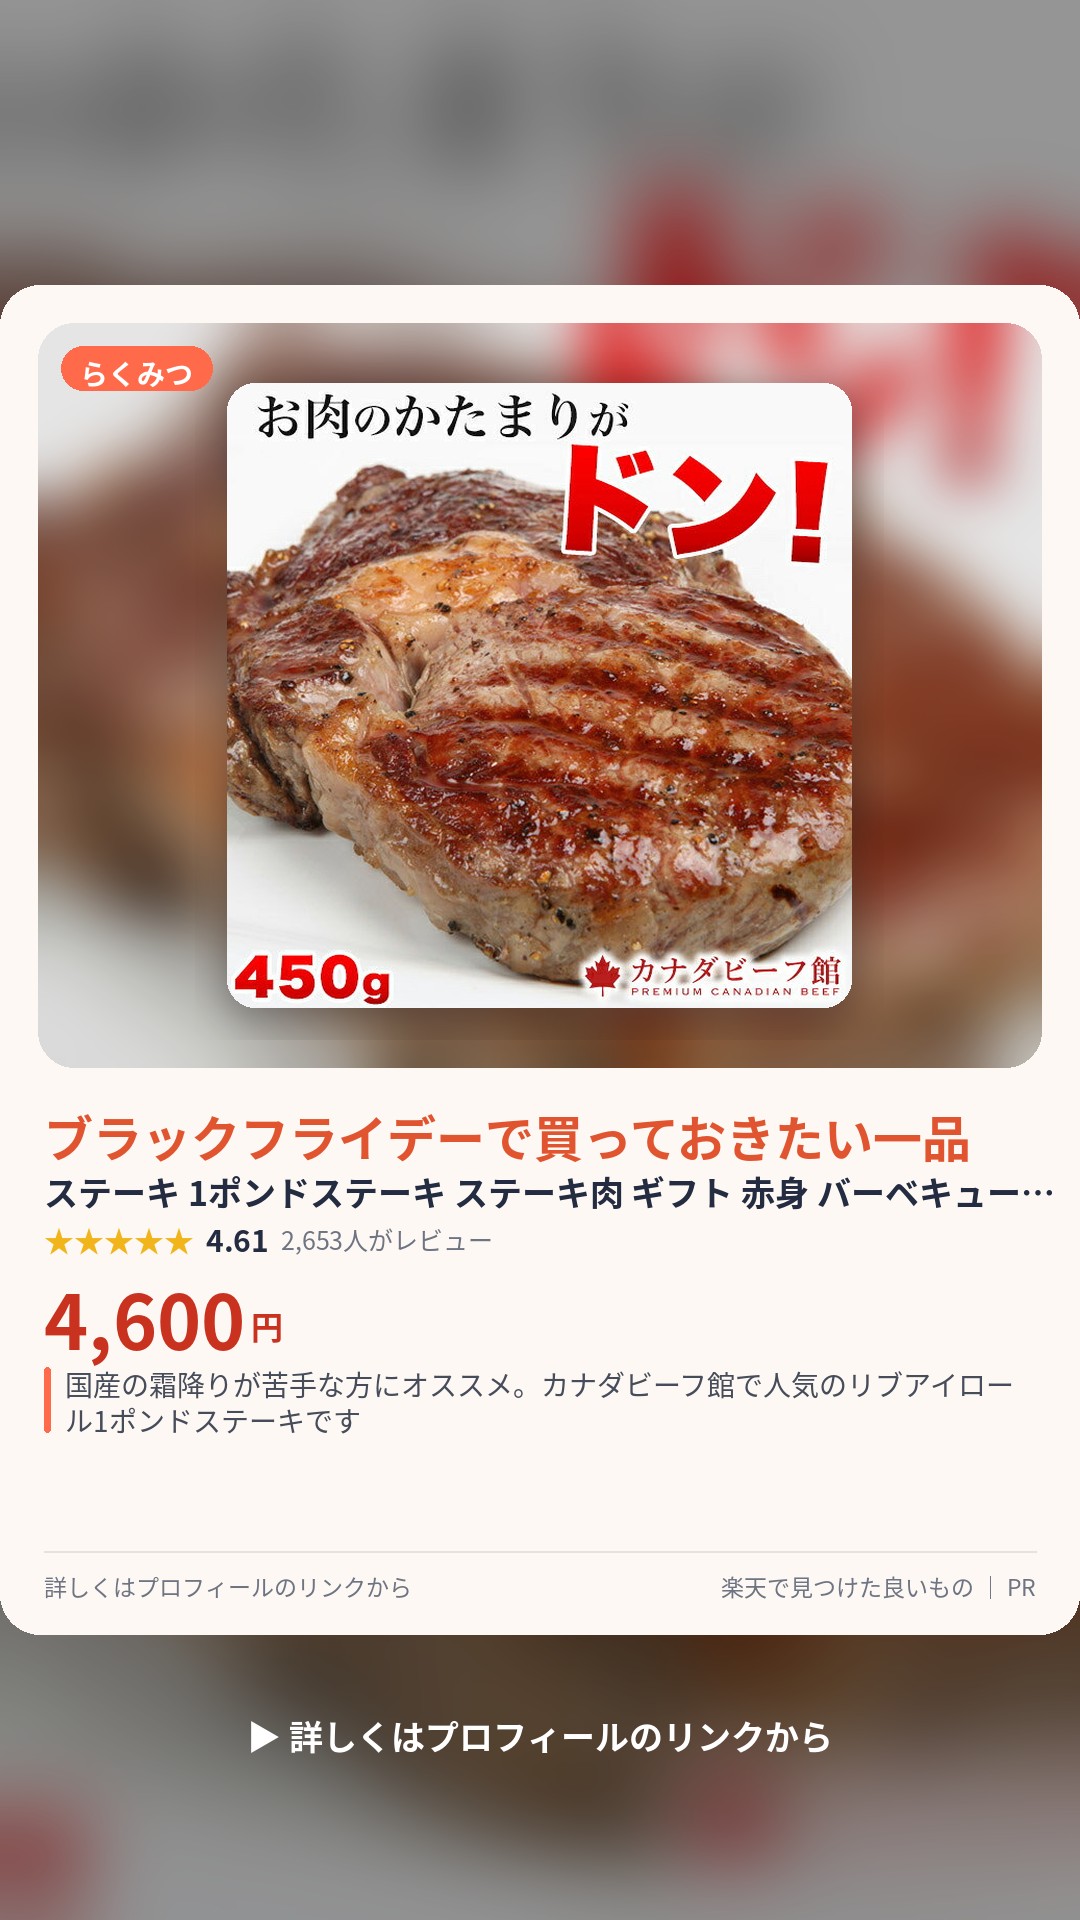 らくみつ
お肉のかたまりが
ドン!
450g
カナダビーフ館
PREMIUM CANADIAN BEEF
ブラックフライデーで買っておきたい一品
ステーキ 1ポンドステーキ ステーキ肉 ギフト 赤身 バーベキュー…
★★★★★ 4.61 2,653人がレビュー
4,600円
国産の霜降りが苦手な方にオススメ。カナダビーフ館で人気のリブアイロー
ル1ポンドステーキです
詳しくはプロフィールのリンクから
楽天で見つけた良いもの｜PR
▶ 詳しくはプロフィールのリンクから